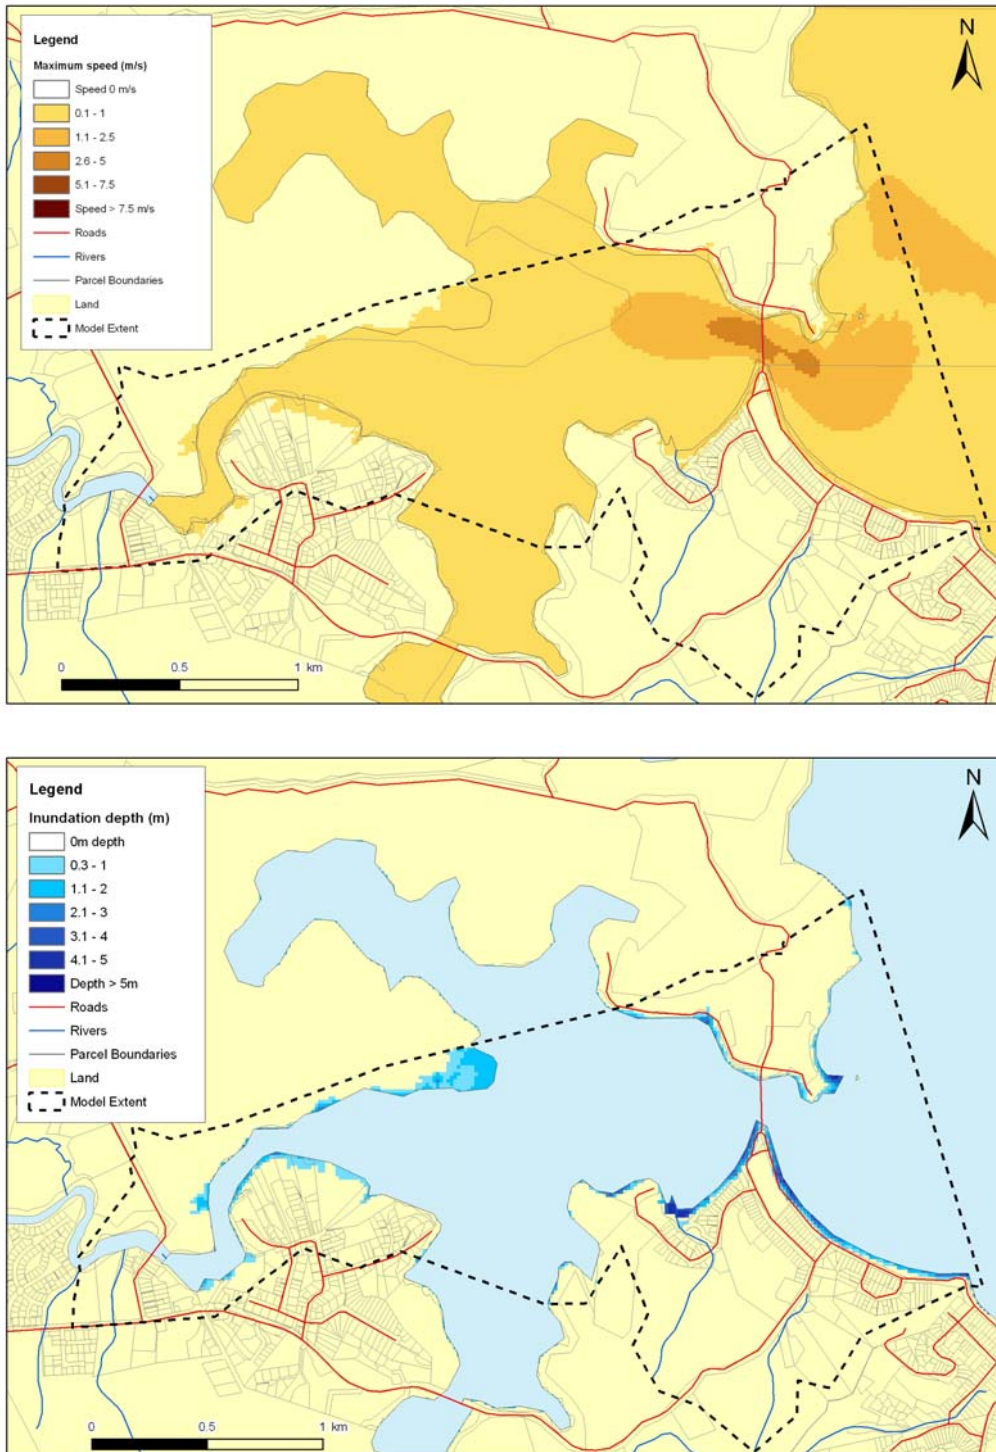 N
Legend
Maximum speed (m/s)
Speed 0 m/s
0.1 - 1
1.1 - 2.5
2.6 - 5
5.1 - 7.5
Speed > 7.5 m/s
Roads
Rivers
Parcel Boundaries
Land
Model Extent
0 0.5 1 km
N
Legend
Inundation depth (m)
0m depth
0.3 - 1
1.1 - 2
2.1 - 3
3.1 - 4
4.1 - 5
Depth > 5m
Roads
Rivers
Parcel Boundaries
Land
Model Extent
0 0.5 1 km